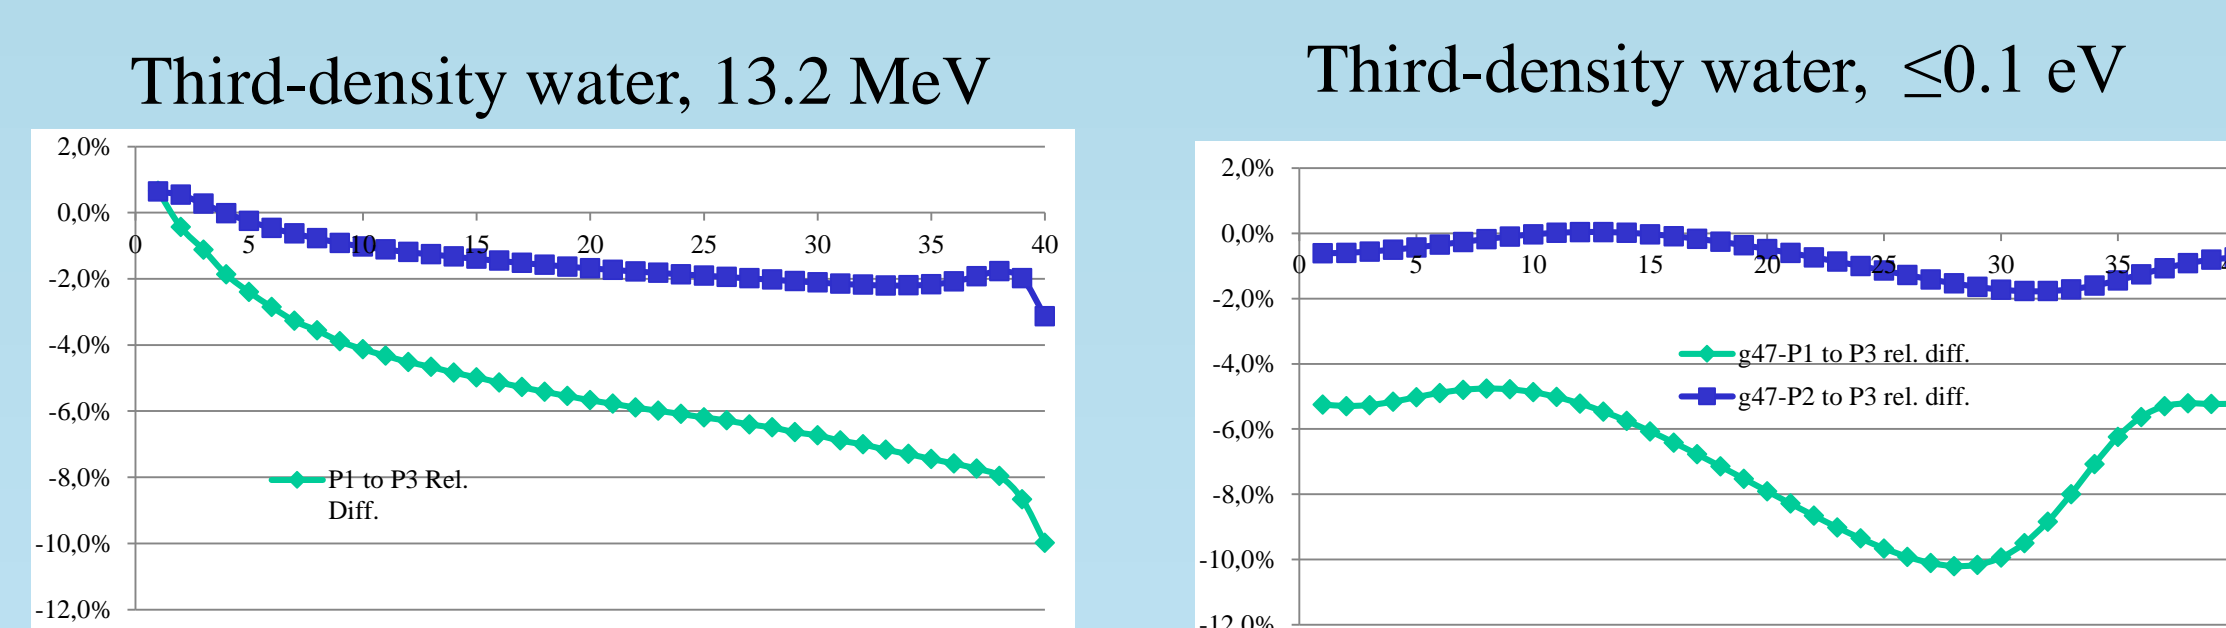 Third-density water, 13.2 MeV
2,0%
0,0%
0 5 10 15 20 25 30 35 40
-2,0%
-4,0%
-6,0%
-8,0%
P1 to P3 Rel.
Diff.
-10,0%
-12,0%
Third-density water, ≤0.1 eV
2,0%
0,0%
0 5 10 15 20 25 30 35
-2,0%
-4,0%
g47-P1 to P3 rel. diff.
g47-P2 to P3 rel. diff.
-6,0%
-8,0%
-10,0%
-12,0%